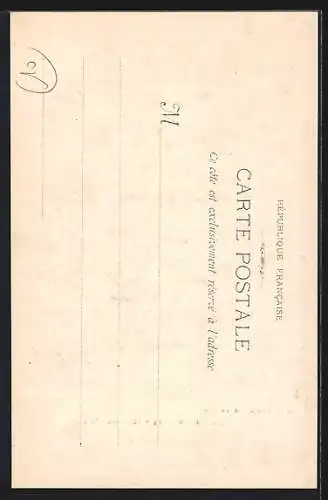 RÉPUBLIQUE FRANÇAISE
CARTE POSTALE
Ce côté est exclusivement réservé à l'adresse
M